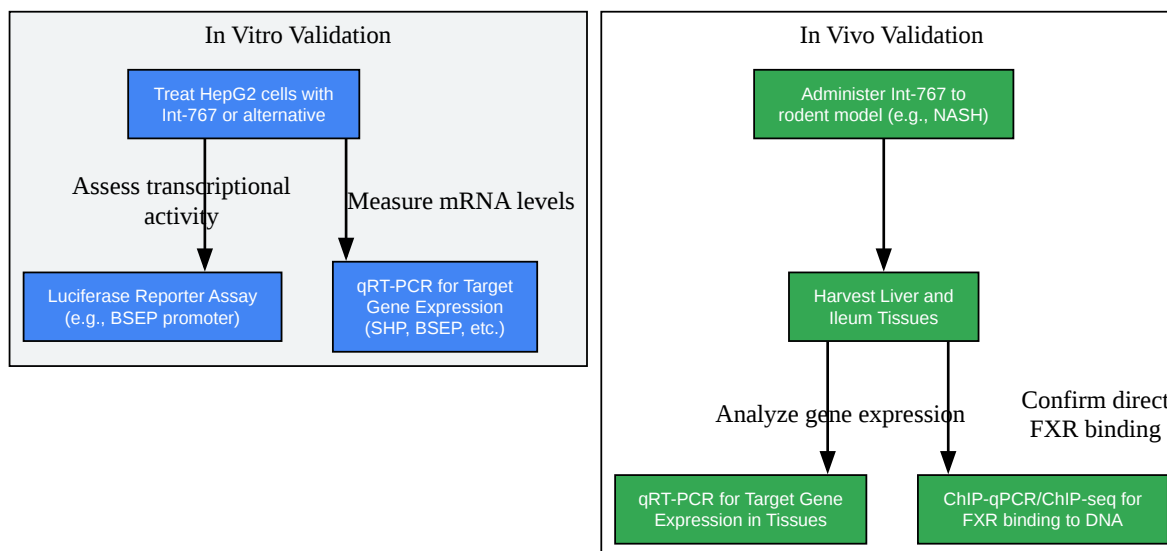 In Vitro Validation
Treat HepG2 cells with
Int-767 or alternative
Assess transcriptional
activity
Measure mRNA levels
Luciferase Reporter Assay
(e.g., BSEP promoter)
qRT-PCR for Target
Gene Expression
(SHP, BSEP, etc.)
In Vivo Validation
Administer Int-767 to
rodent model (e.g., NASH)
Harvest Liver and
Ileum Tissues
Analyze gene expression
Confirm direct
FXR binding
qRT-PCR for Target Gene
Expression in Tissues
ChIP-qPCR/ChIP-seq for
FXR binding to DNA